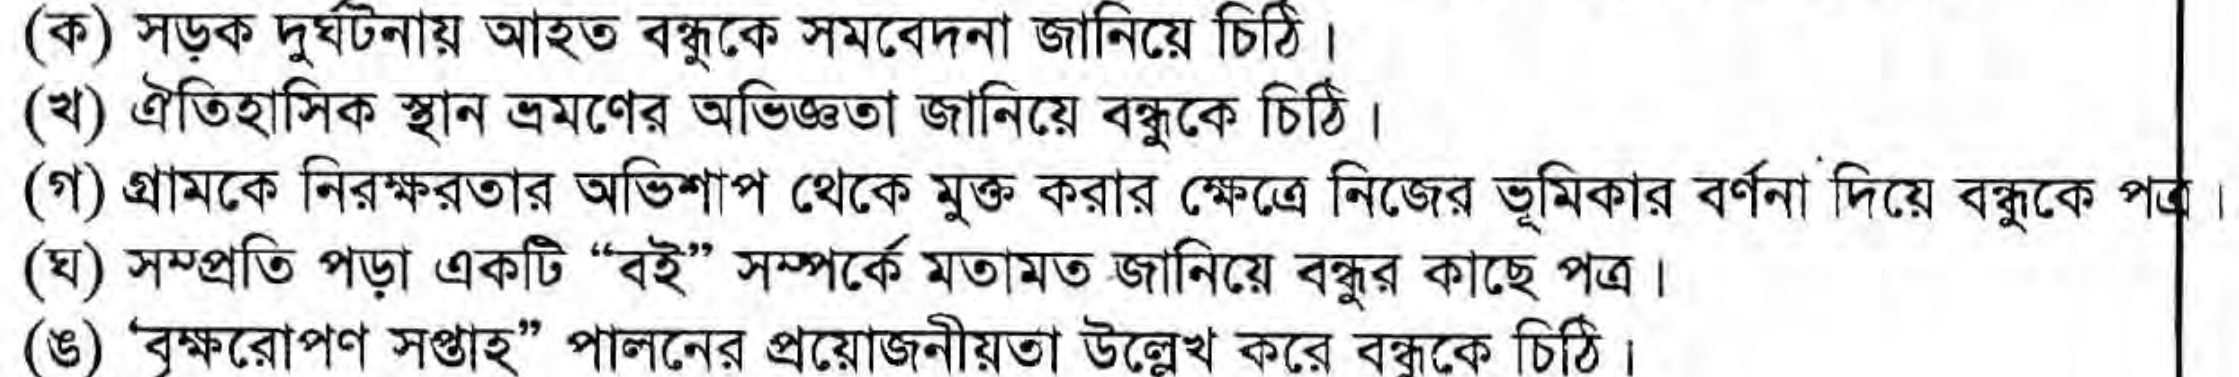 (ক) সড়ক দুর্ঘটনায় আহত বন্ধুকে সমবেদনা জানিয়ে চিঠি।
(খ) ঐতিহাসিক স্থান ভ্রমণের অভিজ্ঞতা জানিয়ে বন্ধুকে চিঠি।
(গ) গ্রামকে নিরক্ষরতার অভিশাপ থেকে মুক্ত করার ক্ষেত্রে নিজের ভূমিকার বর্ণনা দিয়ে বন্ধুকে পত্র।
(ঘ) সম্প্রতি পড়া একটি “বই” সম্পর্কে মতামত জানিয়ে বন্ধুর কাছে পত্র।
(ঙ) ‘বৃক্ষরোপণ সপ্তাহ” পালনের প্রয়োজনীয়তা উল্লেখ করে বন্ধুকে চিঠি।